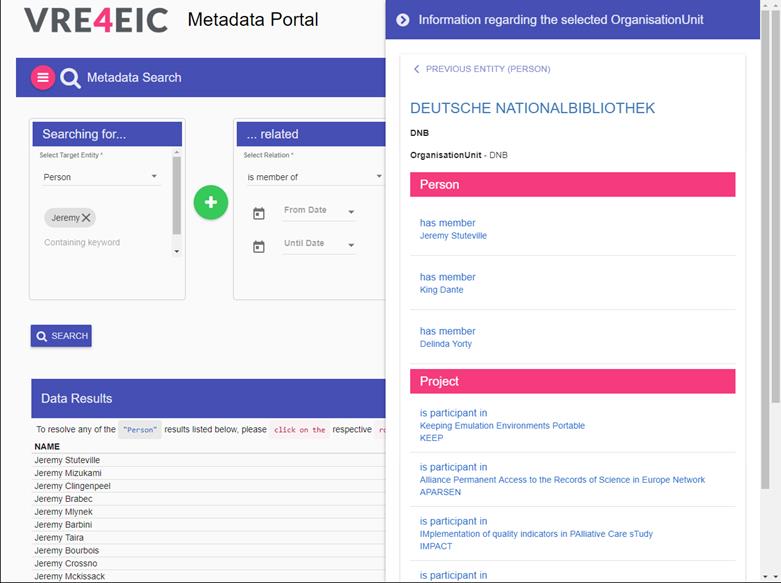 VRE4EIC Metadata Portal
Metadata Search
Searching for...
Select Target Entity *
Person
Jeremy
Containing keyword
... related
Select Relation *
is member of
From Date
Until Date
SEARCH
Data Results
To resolve any of the "Person" results listed below, please click on the respective
NAME
Jeremy Stuteville
Jeremy Mizukami
Jeremy Clingenpeel
Jeremy Brabec
Jeremy Mlynek
Jeremy Barbini
Jeremy Taira
Jeremy Bourbois
Jeremy Crossno
Jeremy Mckissack
Information regarding the selected OrganisationUnit
PREVIOUS ENTITY (PERSON)
DEUTSCHE NATIONALBIBLIOTHEK
DNB
OrganisationUnit - DNB
Person
has member
Jeremy Stuteville
has member
King Dante
has member
Delinda Yorty
Project
is participant in
Keeping Emulation Environments Portable
KEEP
is participant in
Alliance Permanent Access to the Records of Science in Europe Network
APARSEN
is participant in
IMplementation of quality indicators in PAlliative Care sTudy
IMPACT
is participant in